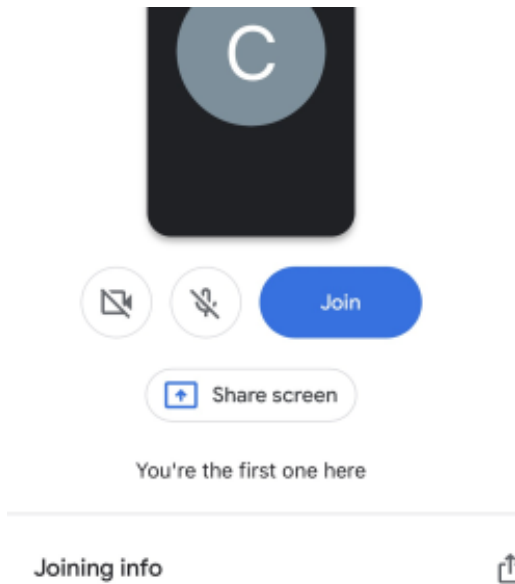 C
Join
Share screen
You're the first one here
Joining info